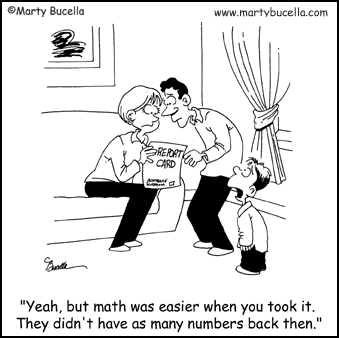 ©Marty Bucella www.martybucella.com
REPORT
CARD
Bucella
"Yeah, but math was easier when you took it.
They didn't have as many numbers back then."